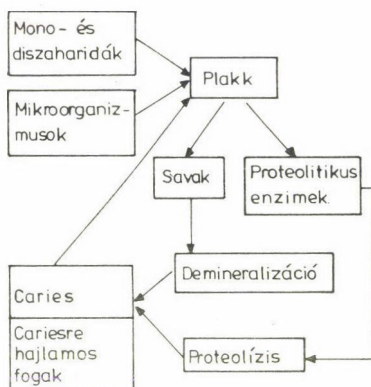 Mono- és
diszaharidák
Mikroorganiz-
musok
Plakk
Savak
Proteolitikus
enzimek.
Demineralizáció
Caries
Cariesre
hajlamos
fogak
Proteolízis